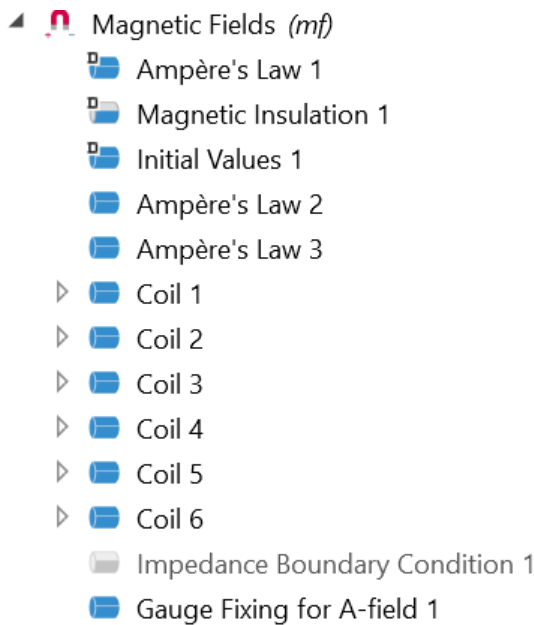 Magnetic Fields (mf)
D Ampère's Law 1
D Magnetic Insulation 1
D Initial Values 1
Ampère's Law 2
Ampère's Law 3
Coil 1
Coil 2
Coil 3
Coil 4
Coil 5
Coil 6
Impedance Boundary Condition 1
Gauge Fixing for A-field 1